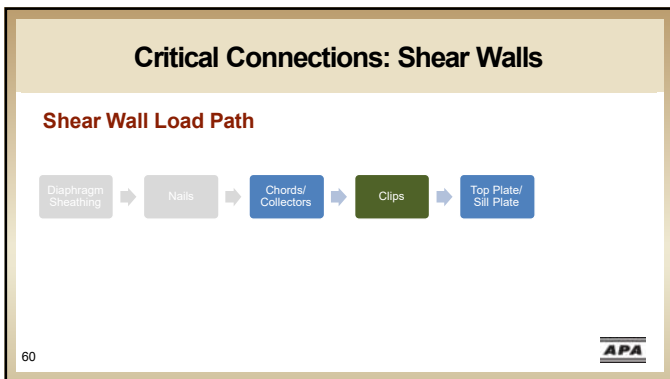 Critical Connections: Shear Walls
Shear Wall Load Path
Diaphragm
Sheathing
Nails
Chords/
Collectors
Clips
Top Plate/
Sill Plate
60
APA